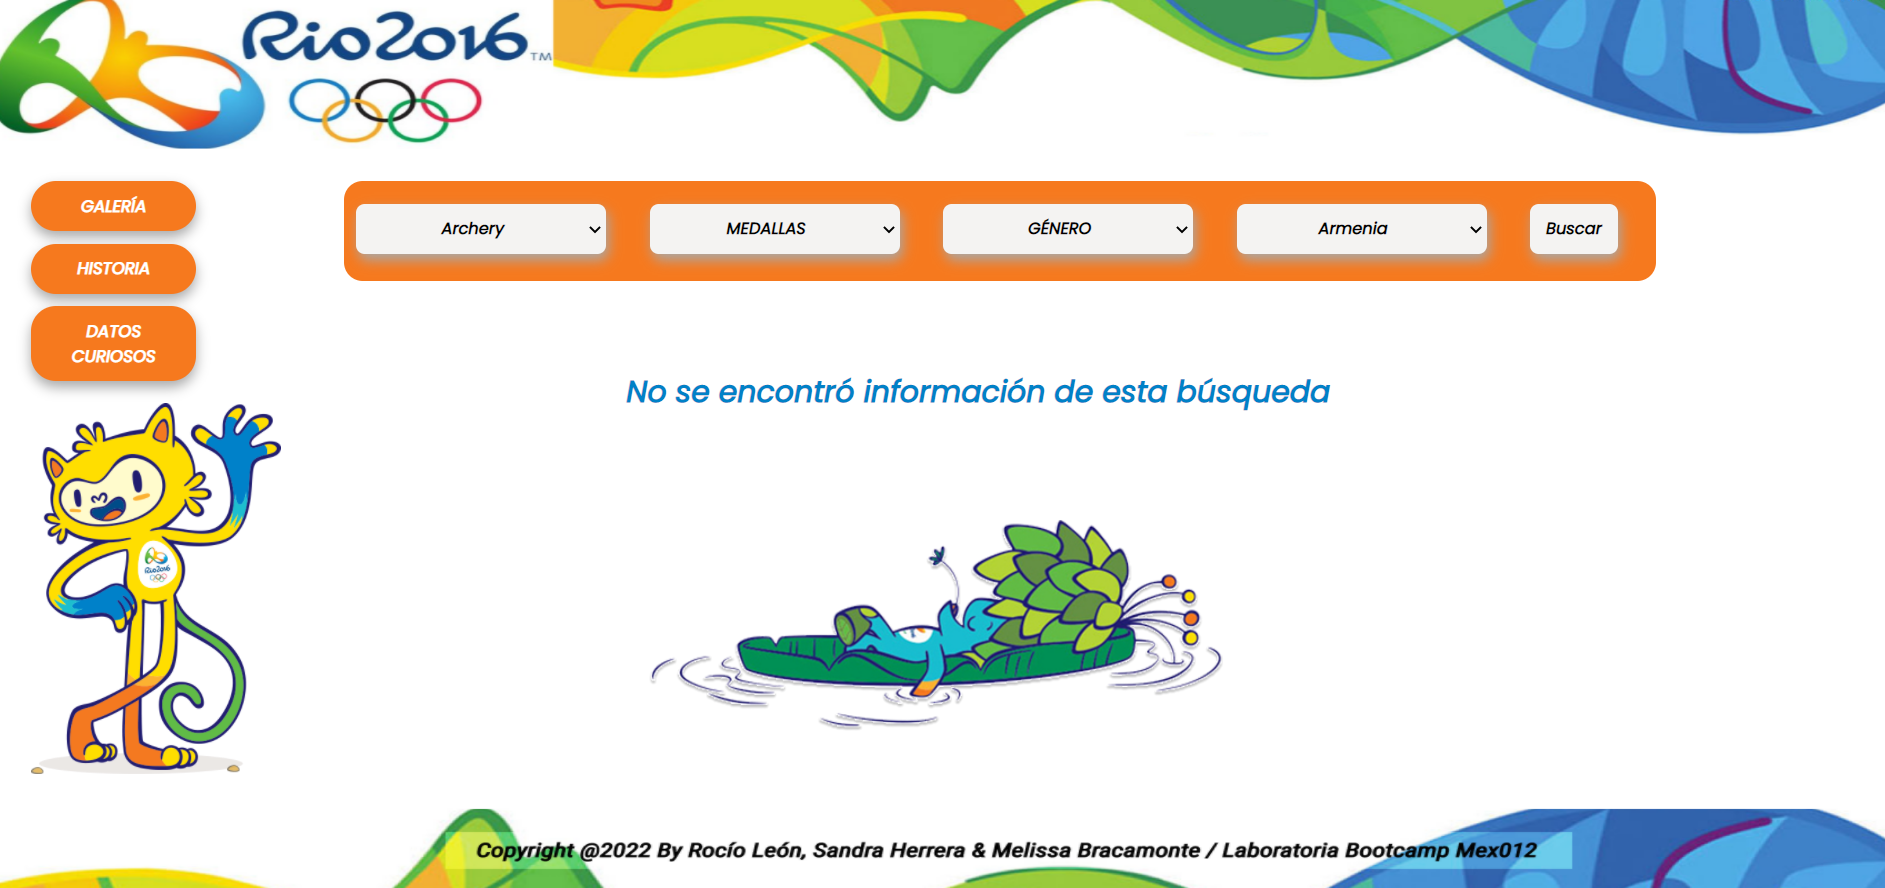 Rio2016™
GALERÍA
HISTORIA
DATOS
CURIOSOS
Archery
MEDALLAS
GÉNERO
Armenia
Buscar
No se encontró información de esta búsqueda
Rio2016
Copyright @2022 By Rocío León, Sandra Herrera & Melissa Bracamonte / Laboratoria Bootcamp Mex012